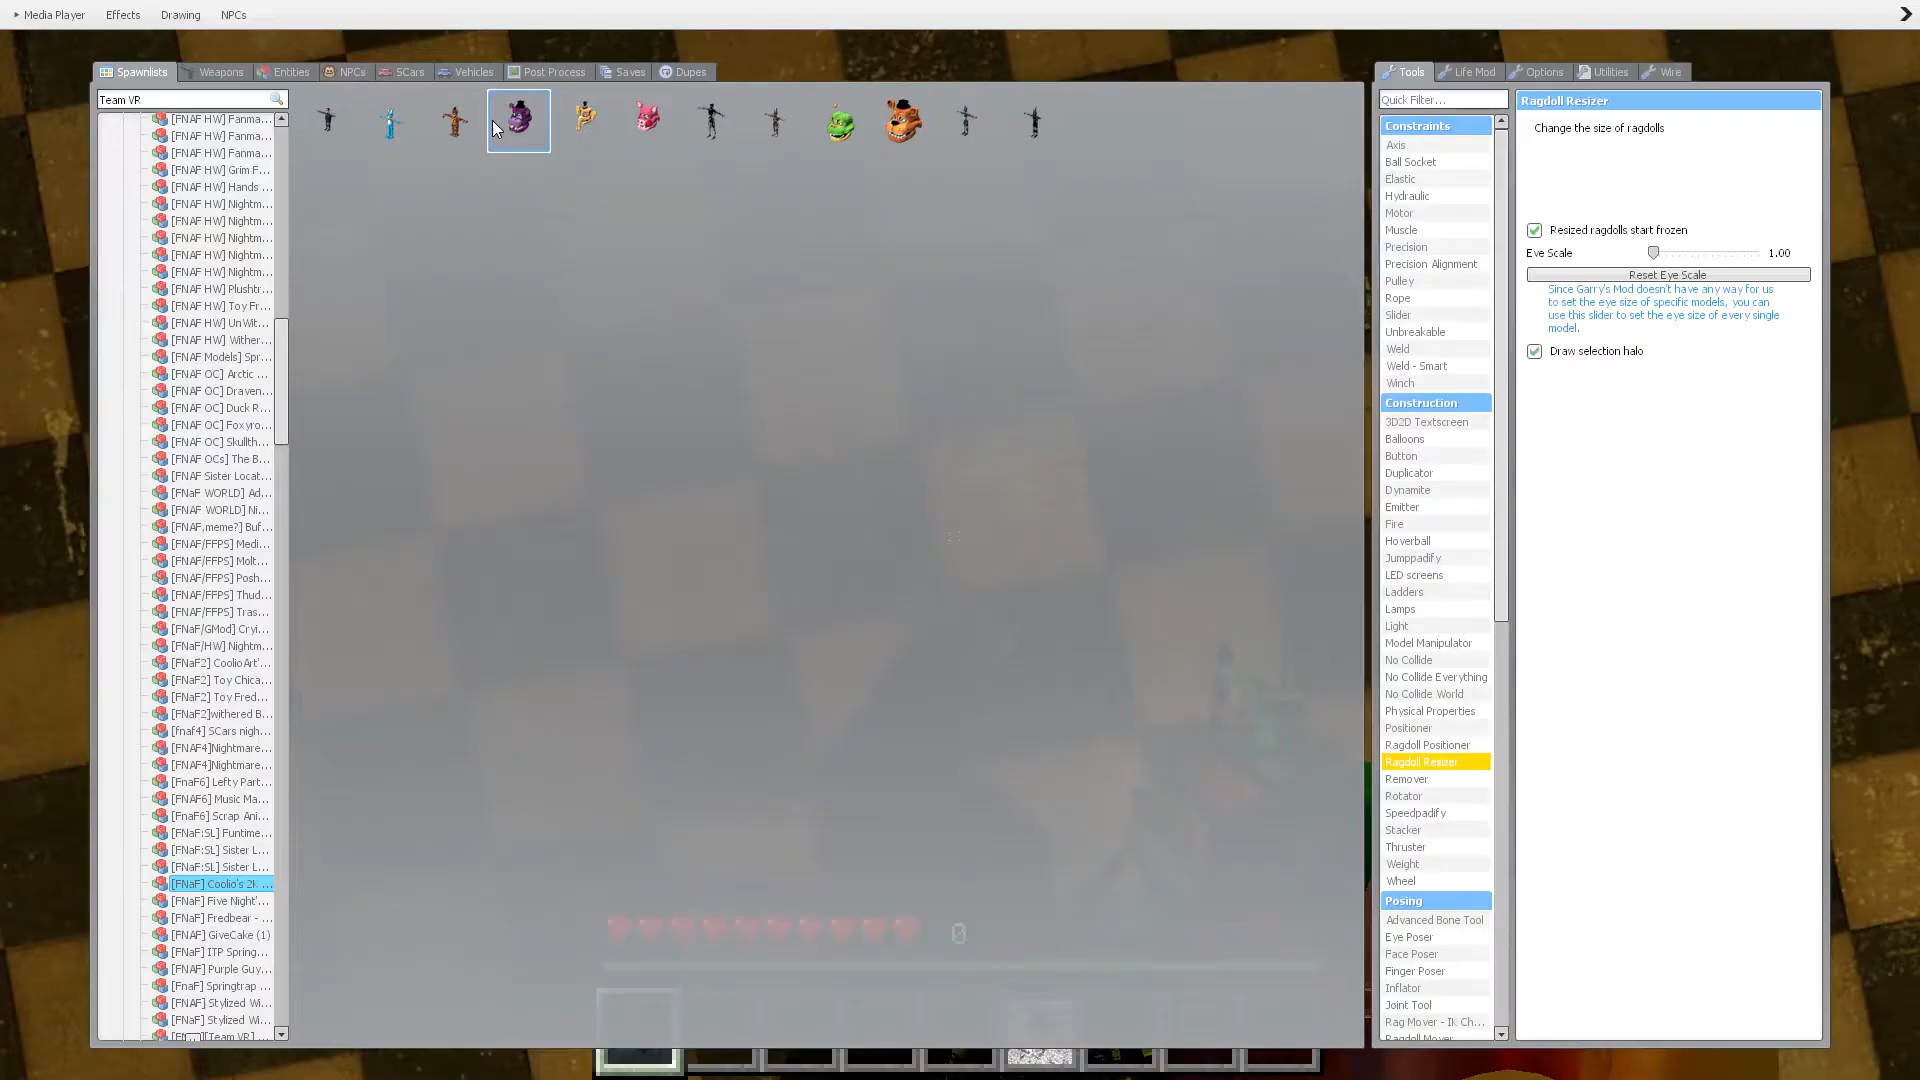 Media Player Effects Drawing NPCs
Spawnlists Weapons Entities NPCs SCars Vehicles Post Process Saves Dupes
Team VR
[FNAF HW] Fanma...
[FNAF HW] Fanma...
[FNAF HW] Fanma...
[FNAF HW] Grim F...
[FNAF HW] Hands ...
[FNAF HW] Nightm...
[FNAF HW] Nightm...
[FNAF HW] Nightm...
[FNAF HW] Nightm...
[FNAF HW] Nightm...
[FNAF HW] Plushtr...
[FNAF HW] Toy Fr...
[FNAF HW] UnWit...
[FNAF HW] Wither...
[FNAF Models] Spr...
[FNAF OC] Arctic ...
[FNAF OC] Draven...
[FNAF OC] Duck R...
[FNAF OC] Foxyro...
[FNAF OC] Skullth...
[FNAF OCs] The B...
[FNAF Sister Locat...
[FNaF WORLD] Ad...
[FNAF WORLD] Ni...
[FNAF,meme?] Buf...
[FNAF/FFPS] Medi...
[FNAF/FFPS] Molt...
[FNAF/FFPS] Posh...
[FNAF/FFPS] Thud...
[FNAF/FFPS] Tras...
[FNaF/GMod] Cryi...
[FNaF/HW] Nightm...
[FNaF2] CoolioArt'...
[FNaF2] Toy Chica...
[FNaF2] Toy Fred...
[FNaF2]withered B...
[fnaf4] SCars nigh...
[FNAF4]Nightmare...
[FNAF4]Nightmare...
[FnaF6] Lefty Part...
[FNAF6] Music Ma...
[FnaF6] Scrap Ani...
[FNaF:SL] Funtime...
[FNaF:SL] Sister L...
[FNaF:SL] Sister L...
[FNaF] Coolio's 2K ...
[FNaF] Five Night'...
[FNaF] Fredbear - ...
[FNAF] GiveCake (1)
[FNaF] ITP Spring...
[FNaF] Purple Guy...
[FnaF] Springtrap ...
[FNAF] Stylized Wi...
[FNaF] Stylized Wi...
[Team VR] ...
0
Tools Life Mod Options Utilities Wire
Quick Filter...
Constraints
Axis
Ball Socket
Elastic
Hydraulic
Motor
Muscle
Precision
Precision Alignment
Pulley
Rope
Slider
Unbreakable
Weld
Weld - Smart
Winch
Construction
3D2D Textscreen
Balloons
Button
Duplicator
Dynamite
Emitter
Fire
Hoverball
Jumppadify
LED screens
Ladders
Lamps
Light
Model Manipulator
No Collide
No Collide Everything
No Collide World
Physical Properties
Positioner
Ragdoll Positioner
Ragdoll Resizer
Remover
Rotator
Speedpadify
Stacker
Thruster
Weight
Wheel
Posing
Advanced Bone Tool
Eye Poser
Face Poser
Finger Poser
Inflator
Joint Tool
Rag Mover - IK Ch...
Ragdoll Mover
Ragdoll Resizer
Change the size of ragdolls
Resized ragdolls start frozen
Eye Scale 1.00
Reset Eye Scale
Since Garry's Mod doesn't have any way for us
to set the eye size of specific models, you can
use this slider to set the eye size of every single
model.
Draw selection halo